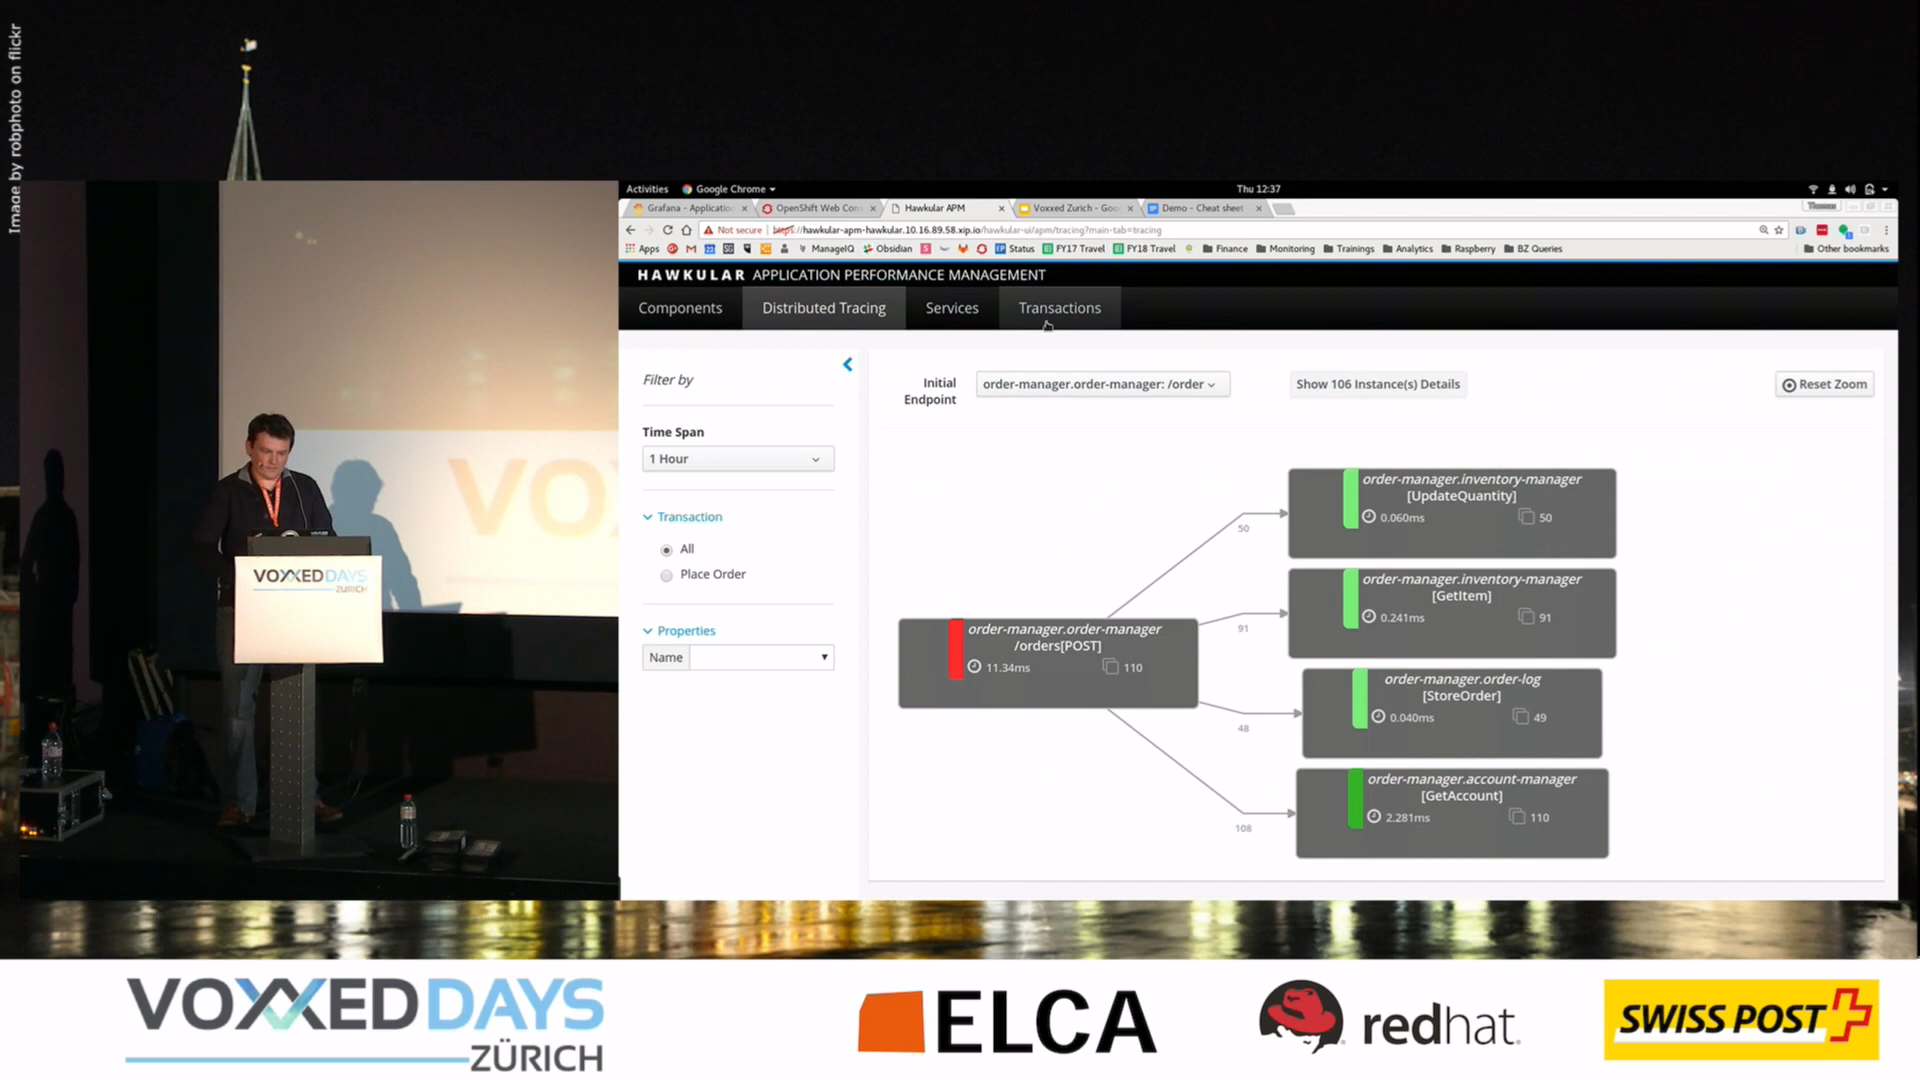 Image by robphoto on flickr
Activities
Google Chrome
Thu 12:37
Grafana - Applicatio
OpenShift Web Con
Hawkular APM
Voxxed Zurich - Goo
Demo - Cheat sheet
Thomas
Not secure
https://hawkular-apm-hawkular.10.16.89.58.xip.io/hawkular-ui/apm/tracing?main-tab=tracing
Apps
ManageIQ
Obsidian
Status
FY17 Travel
FY18 Travel
Finance
Monitoring
Trainings
Analytics
Raspberry
BZ Queries
Other bookmarks
HAWKULAR APPLICATION PERFORMANCE MANAGEMENT
Components
Distributed Tracing
Services
Transactions
Filter by
Time Span
1 Hour
Transaction
All
Place Order
Properties
Name
Initial
Endpoint
order-manager.order-manager: /order
Show 106 Instance(s) Details
Reset Zoom
order-manager.order-manager
/orders[POST]
11.34ms
110
50
91
48
108
order-manager.inventory-manager
[UpdateQuantity]
0.060ms
50
order-manager.inventory-manager
[GetItem]
0.241ms
91
order-manager.order-log
[StoreOrder]
0.040ms
49
order-manager.account-manager
[GetAccount]
2.281ms
110
VO
VOXXED DAYS
ZÜRICH
VOXXED DAYS
ZÜRICH
ELCA
redhat.
SWISS POST